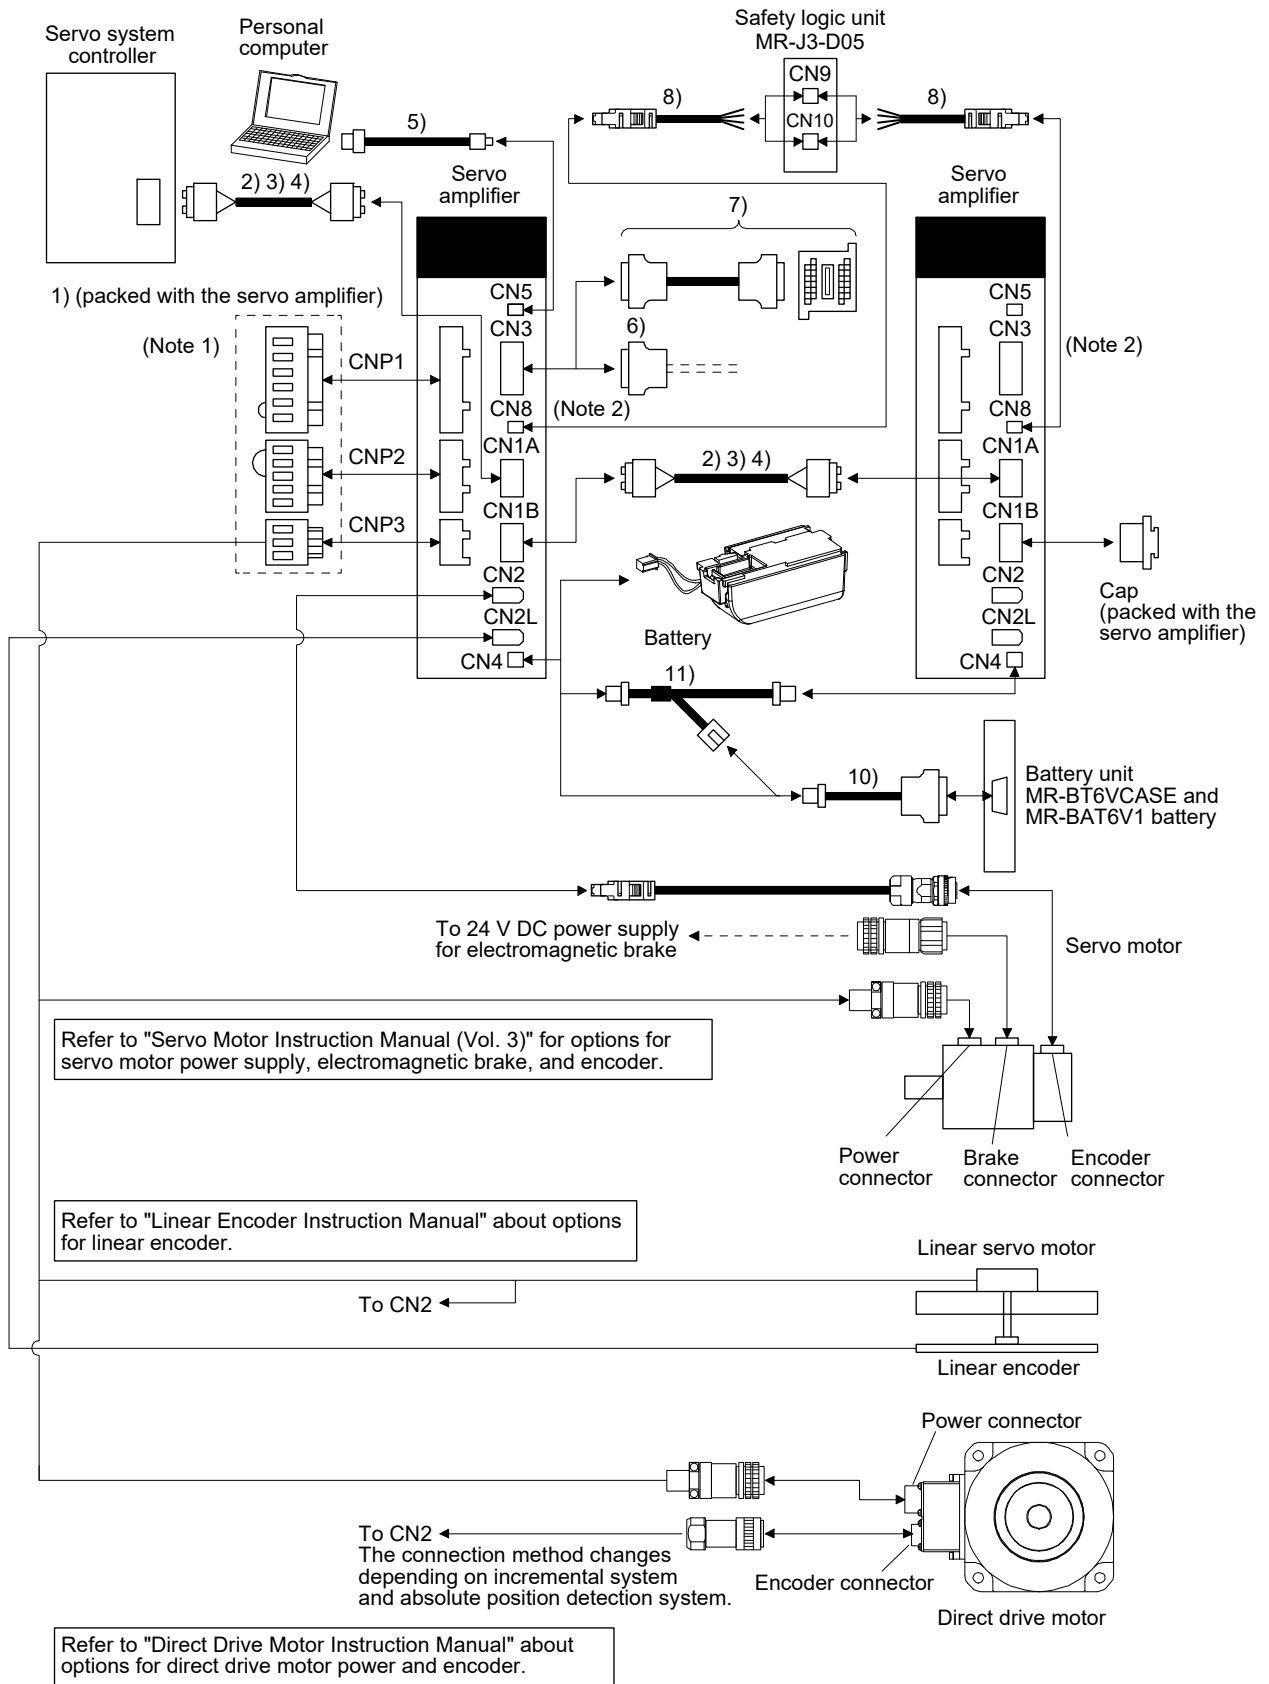 Servo system
controller
Personal
computer
Safety logic unit
MR-J3-D05
CN9
CN10
8)
8)
5)
2) 3) 4)
Servo
amplifier
Servo
amplifier
7)
1) (packed with the servo amplifier)
(Note 1)
CNP1
CNP2
CNP3
CN5
CN3
CN8
CN1A
CN1B
CN2
CN2L
CN4
6)
(Note 2)
2) 3) 4)
CN5
CN3
CN8
CN1A
CN1B
CN2
CN2L
CN4
(Note 2)
Cap
(packed with the
servo amplifier)
Battery
11)
10)
Battery unit
MR-BT6VCASE and
MR-BAT6V1 battery
To 24 V DC power supply
for electromagnetic brake
Servo motor
Refer to "Servo Motor Instruction Manual (Vol. 3)" for options for
servo motor power supply, electromagnetic brake, and encoder.
Power
connector
Brake
connector
Encoder
connector
Refer to "Linear Encoder Instruction Manual" about options
for linear encoder.
Linear servo motor
To CN2
Linear encoder
Power connector
To CN2
The connection method changes
depending on incremental system
and absolute position detection system.
Encoder connector
Direct drive motor
Refer to "Direct Drive Motor Instruction Manual" about
options for direct drive motor power and encoder.